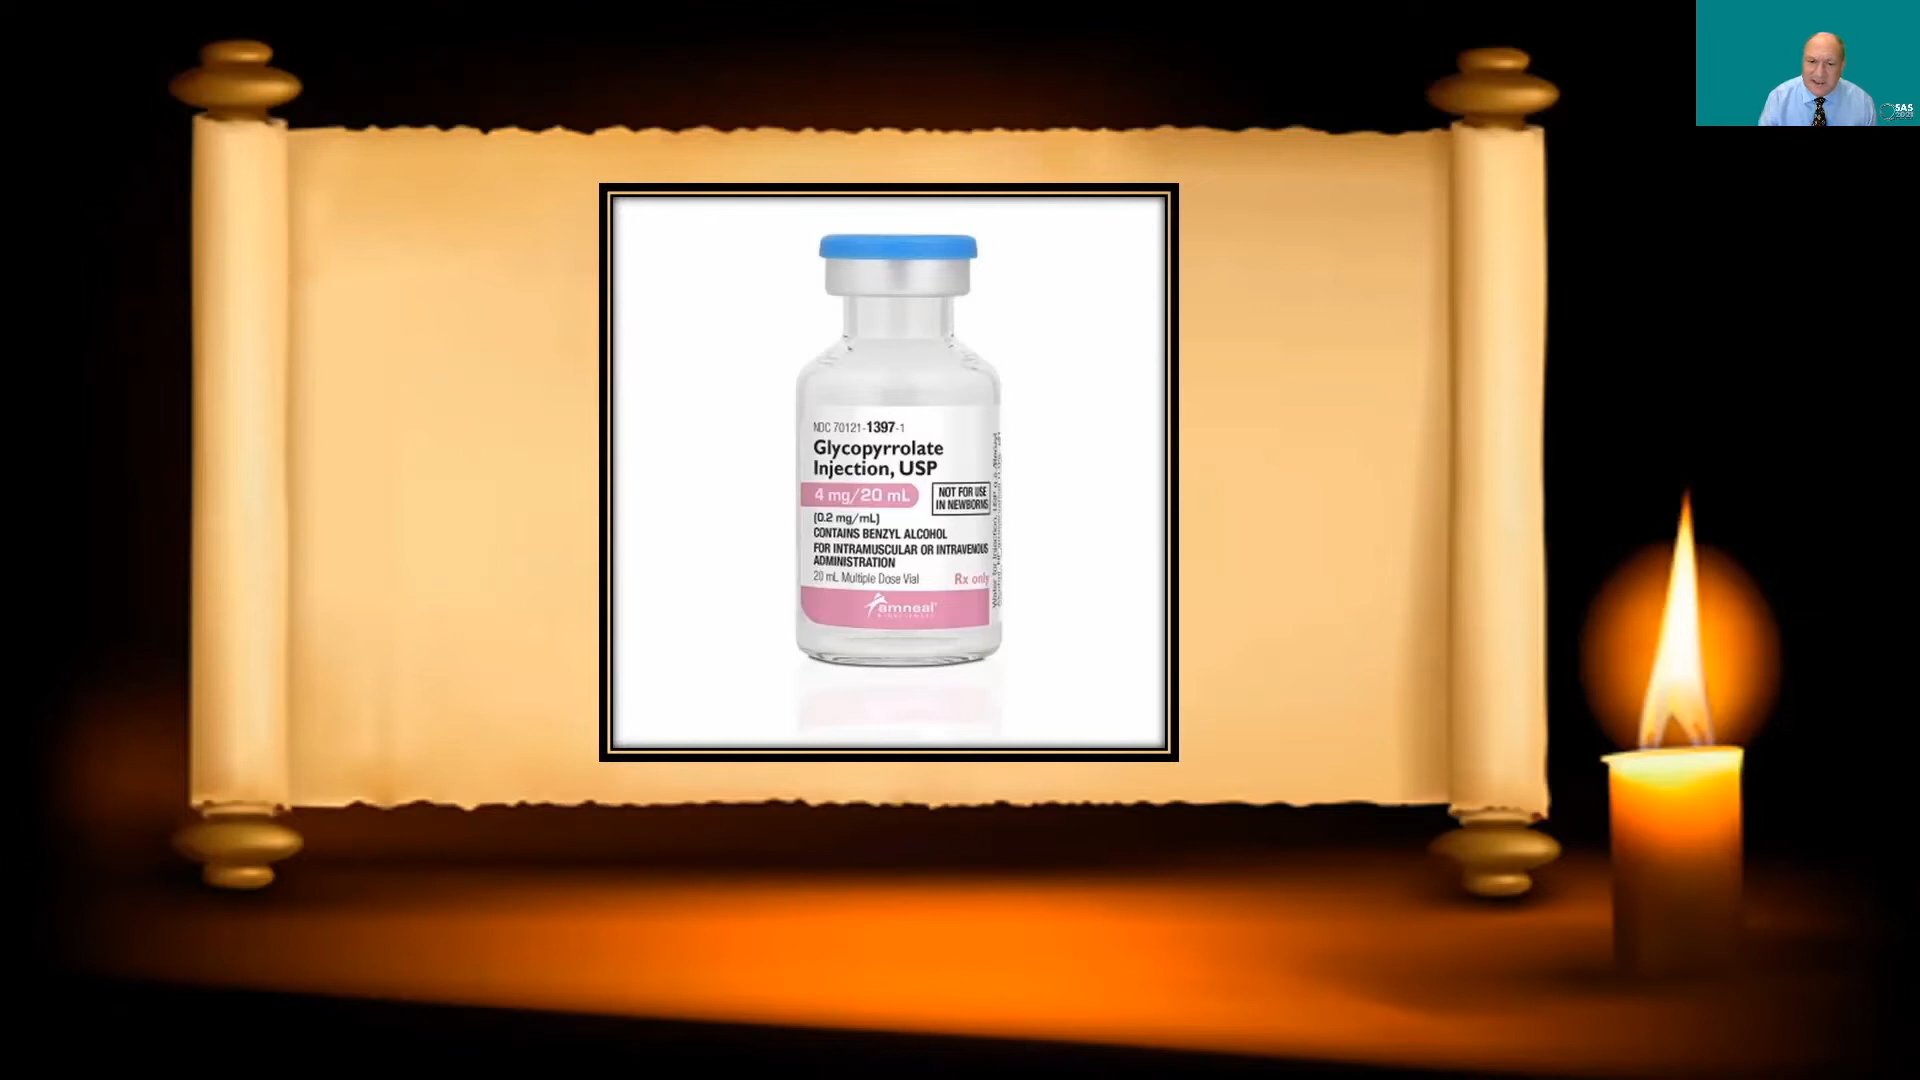 NDC 70121-1397-1
Glycopyrrolate
Injection, USP
4 mg/20 mL
NOT FOR USE
IN NEWBORNS
(0.2 mg/mL)
CONTAINS BENZYL ALCOHOL
FOR INTRAMUSCULAR OR INTRAVENOUS
ADMINISTRATION
20 mL Multiple Dose Vial
Rx only
amneal
SAS
2021